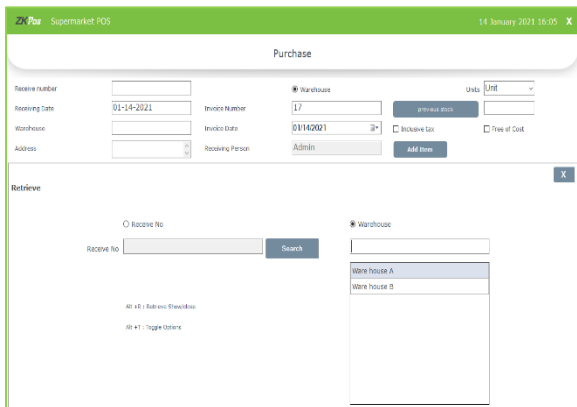 ZKPos Supermarket POS 14 January 2021 16:05 X
Purchase
Receive number Warehouse Units Unit
Receiving Date 01-14-2021 Invoice Number 17 previous stock
Warehouse Invoice Date 01/14/2021 Inclusive tax Free of Cost
Address Receiving Person Admin Add Item
X
Retrieve
Receive No Warehouse
Receive No Search
Ware house A
Ware house B
Alt +R : Retrieve Show/close
Alt +T : Toggle Options